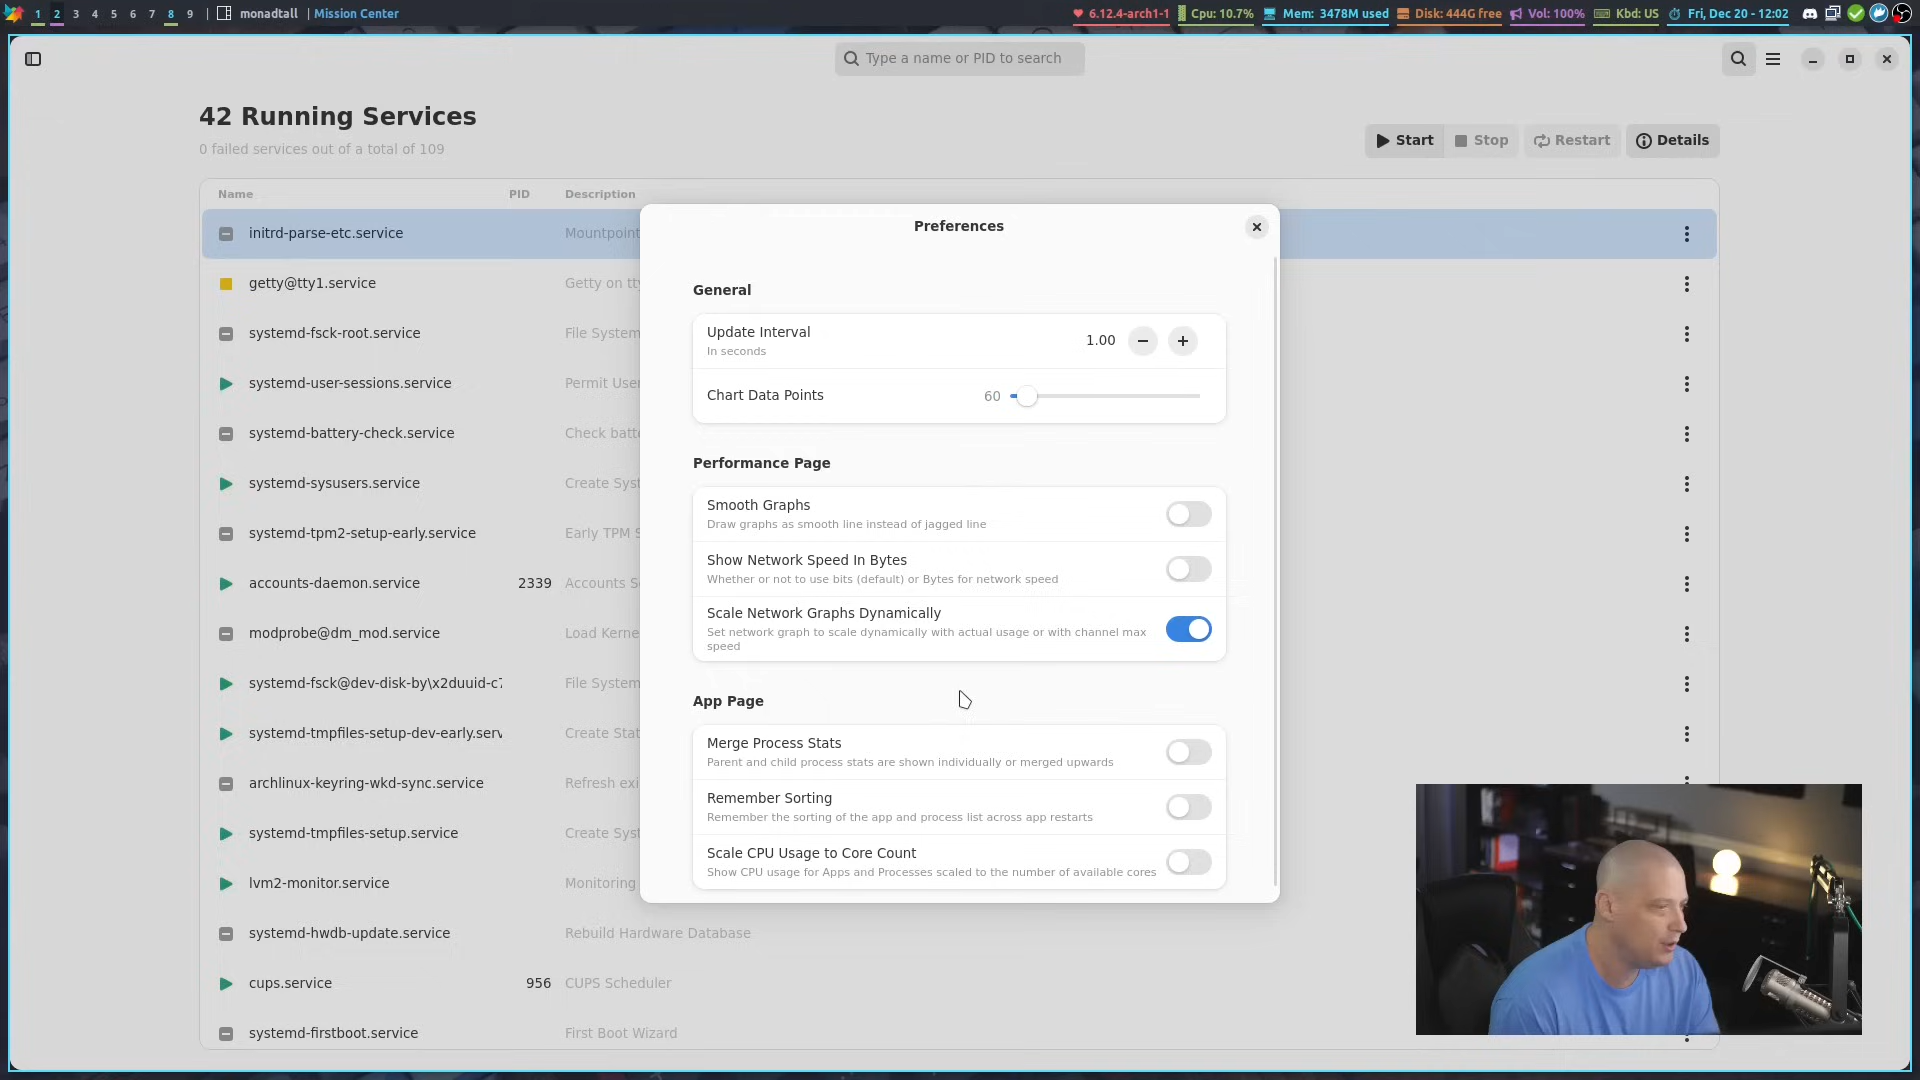 1 2 3 4 5 6 7 8 9 | monadtall | Mission Center
6.12.4-arch1-1 Cpu: 10.7% Mem: 3478M used Disk: 444G free Vol: 100% Kbd: US Fri, Dec 20 - 12:02
Type a name or PID to search
42 Running Services
0 failed services out of a total of 109
Start Stop Restart Details
Name PID Description
initrd-parse-etc.service Mountpoint
getty@tty1.service Getty on tt
systemd-fsck-root.service File System
systemd-user-sessions.service Permit User
systemd-battery-check.service Check batte
systemd-sysusers.service Create Syst
systemd-tpm2-setup-early.service Early TPM S
accounts-daemon.service 2339 Accounts Se
modprobe@dm_mod.service Load Kerne
systemd-fsck@dev-disk-by\x2duuid-c7 File System
systemd-tmpfiles-setup-dev-early.serv Create Stat
archlinux-keyring-wkd-sync.service Refresh exi
systemd-tmpfiles-setup.service Create Syst
lvm2-monitor.service Monitoring
systemd-hwdb-update.service Rebuild Hardware Database
cups.service 956 CUPS Scheduler
systemd-firstboot.service First Boot Wizard
Preferences
General
Update Interval 1.00
In seconds
Chart Data Points 60
Performance Page
Smooth Graphs
Draw graphs as smooth line instead of jagged line
Show Network Speed In Bytes
Whether or not to use bits (default) or Bytes for network speed
Scale Network Graphs Dynamically
Set network graph to scale dynamically with actual usage or with channel max
speed
App Page
Merge Process Stats
Parent and child process stats are shown individually or merged upwards
Remember Sorting
Remember the sorting of the app and process list across app restarts
Scale CPU Usage to Core Count
Show CPU usage for Apps and Processes scaled to the number of available cores